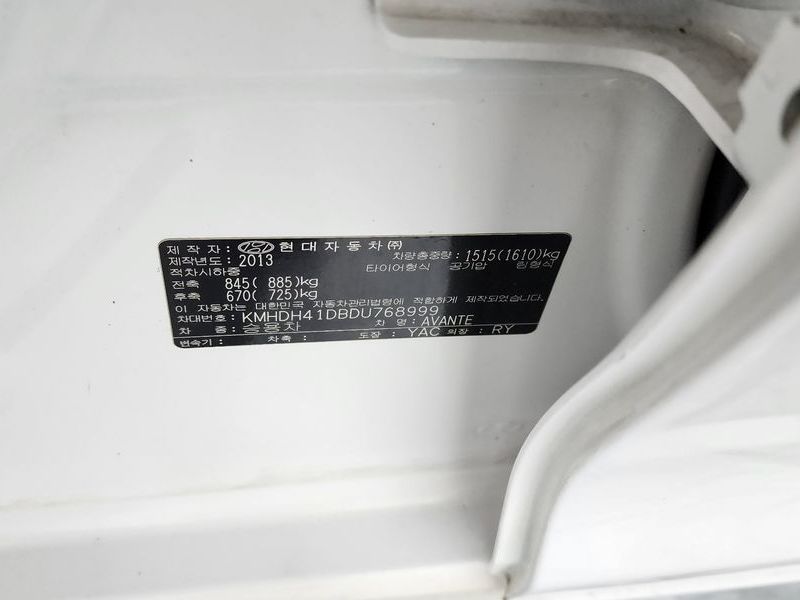 제 작 자 : 현대자동차㈜
제작년도 : 2013 차량총중량 : 1515(1610)kg
적차시하중 타이어형식 공기압 림형식
전축 845( 885)kg
후축 670( 725)kg
이 자동차는 대한민국 자동차관리법령에 적합하게 제작되었음.
차대번호 : KMHDH41DBDU768999
차 종 : 승용차 차 명 : AVANTE
변속기 : 차축 : 도장 : YAC 의장 : RY